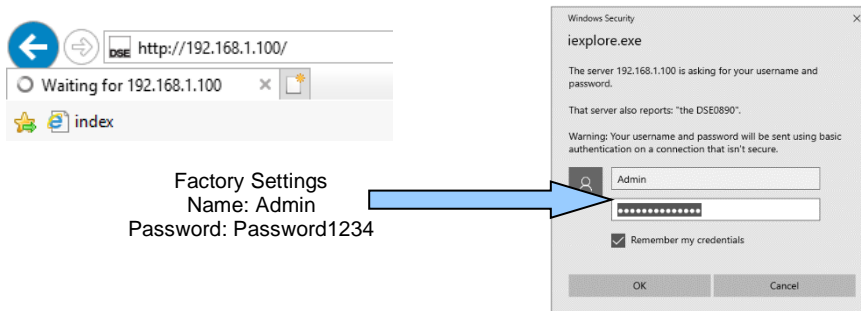 DSE http://192.168.1.100/
Waiting for 192.168.1.100
index
Factory Settings
Name: Admin
Password: Password1234
Windows Security
iexplore.exe
The server 192.168.1.100 is asking for your username and
password.
That server also reports: "the DSE0890".
Warning: Your username and password will be sent using basic
authentication on a connection that isn't secure.
Admin
••••••••••••••
Remember my credentials
OK
Cancel